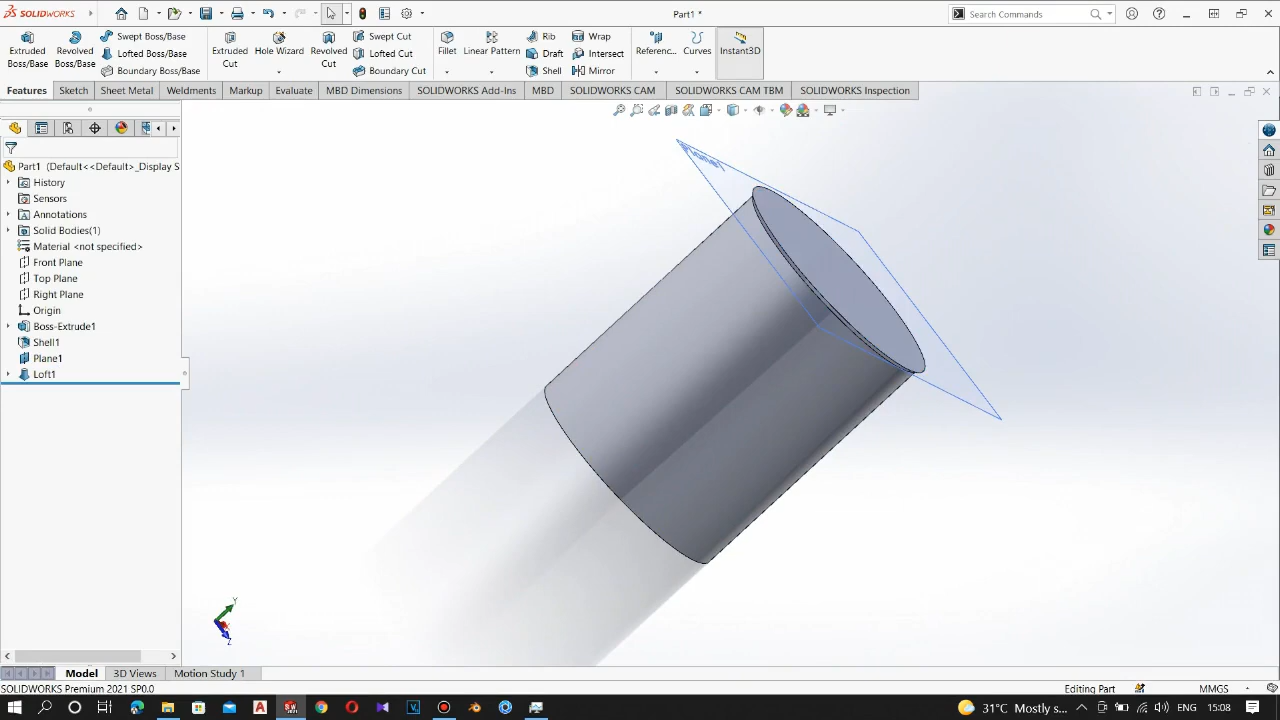 SOLIDWORKS
Part1 *
Search Commands
Extruded Boss/Base
Revolved Boss/Base
Swept Boss/Base
Lofted Boss/Base
Boundary Boss/Base
Extruded Cut
Hole Wizard
Revolved Cut
Swept Cut
Lofted Cut
Boundary Cut
Fillet
Linear Pattern
Rib
Draft
Shell
Wrap
Intersect
Mirror
Referenc...
Curves
Instant3D
Features
Sketch
Sheet Metal
Weldments
Markup
Evaluate
MBD Dimensions
SOLIDWORKS Add-Ins
MBD
SOLIDWORKS CAM
SOLIDWORKS CAM TBM
SOLIDWORKS Inspection
Part1 (Default<<Default>_Display S
History
Sensors
Annotations
Solid Bodies(1)
Material <not specified>
Front Plane
Top Plane
Right Plane
Origin
Boss-Extrude1
Shell1
Plane1
Loft1
Y
X
Z
Model
3D Views
Motion Study 1
SOLIDWORKS Premium 2021 SP0.0
Editing Part
MMGS
31°C Mostly s...
ENG
15:08